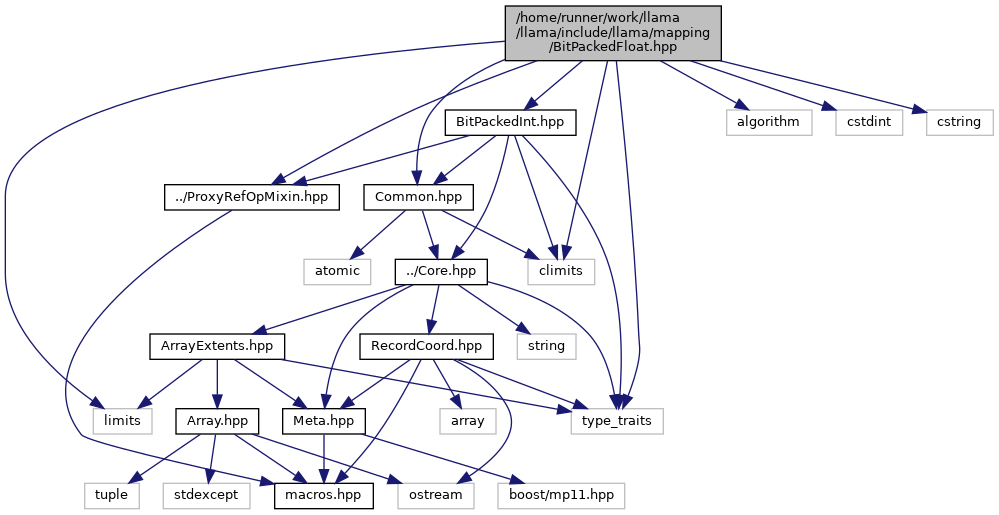 /home/runner/work/llama
/llama/include/llama/mapping
/BitPackedFloat.hpp
BitPackedInt.hpp
algorithm
cstdint
cstring
../ProxyRefOpMixin.hpp
Common.hpp
atomic
../Core.hpp
climits
ArrayExtents.hpp
RecordCoord.hpp
string
limits
Array.hpp
Meta.hpp
array
type_traits
tuple
stdexcept
macros.hpp
ostream
boost/mp11.hpp